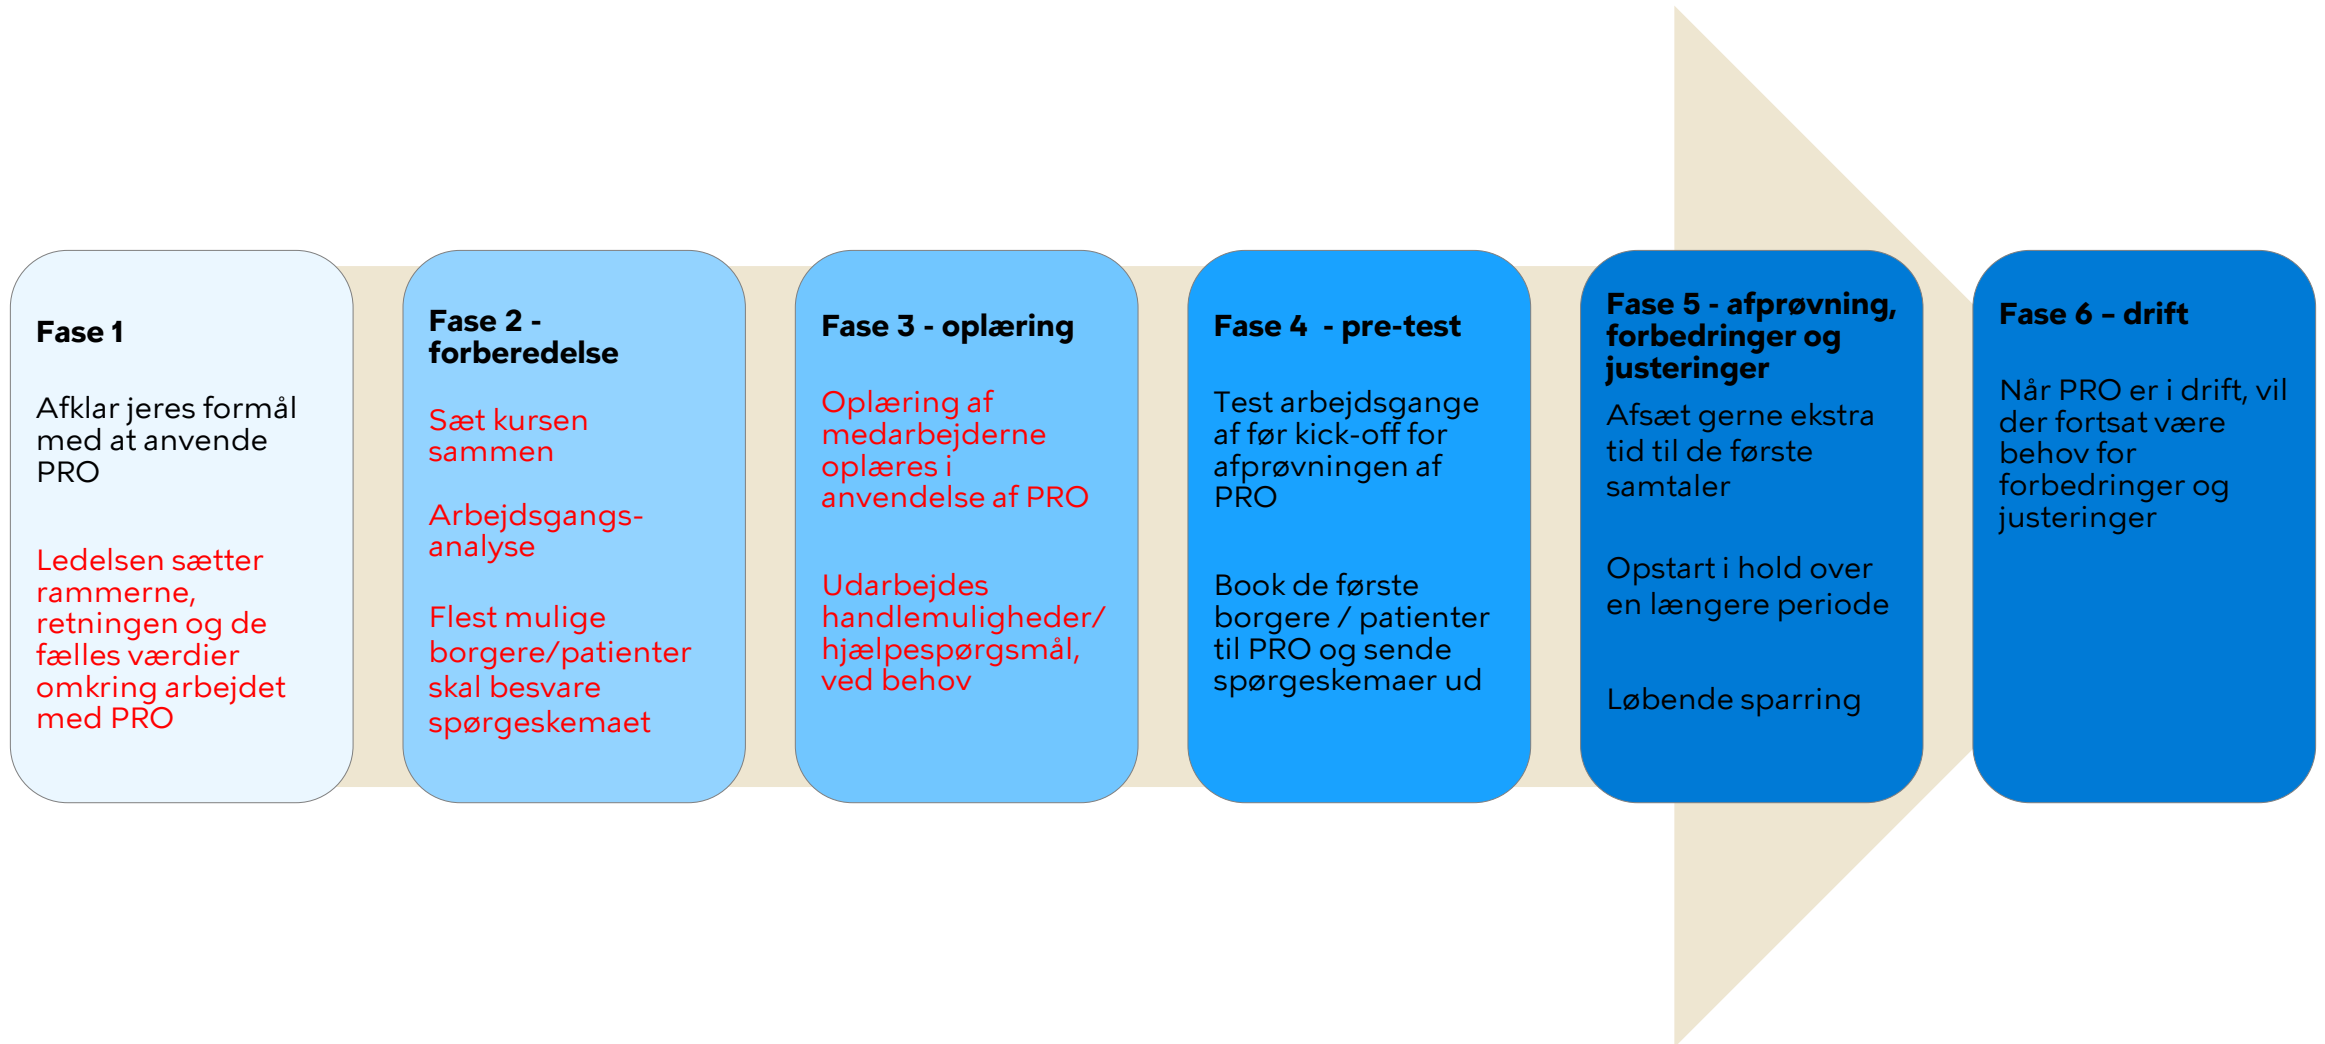 Fase 1
Afklar jeres formål
med at anvende
PRO
Ledelsen sætter
rammerne,
retningen og de
fælles værdier
omkring arbejdet
med PRO
Fase 2 -
forberedelse
Sæt kursen
sammen
Arbejdsgangs-
analyse
Flest mulige
borgere/patienter
skal besvare
spørgeskemaet
Fase 3 - oplæring
Oplæring af
medarbejderne
oplæres i
anvendelse af PRO
Udarbejdes
handlemuligheder/
hjælpespørgsmål,
ved behov
Fase 4  - pre-test
Test arbejdsgange
af før kick-off for
afprøvningen af
PRO
Book de første
borgere / patienter
til PRO og sende
spørgeskemaer ud
Fase 5 - afprøvning,
forbedringer og
justeringer
Afsæt gerne ekstra
tid til de første
samtaler
Opstart i hold over
en længere periode
Løbende sparring
Fase 6 – drift
Når PRO er i drift, vil
der fortsat være
behov for
forbedringer og
justeringer